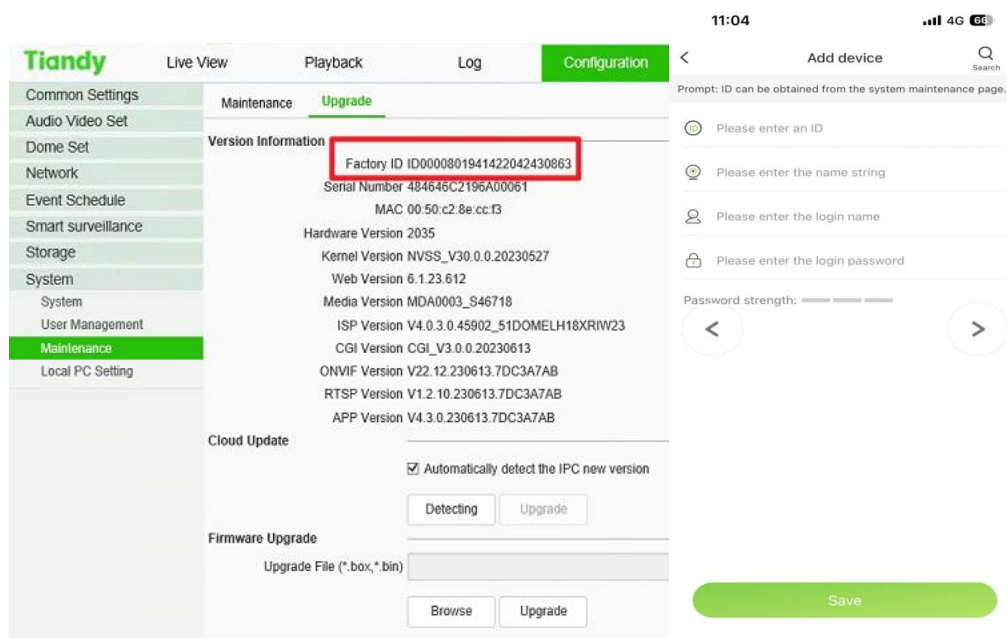 Tiandy
Live View
Playback
Log
Configuration
Common Settings
Audio Video Set
Dome Set
Network
Event Schedule
Smart surveillance
Storage
System
System
User Management
Maintenance
Local PC Setting
Maintenance
Upgrade
Version Information
Factory ID ID0000801941422042430863
Serial Number 484646C2196A00061
MAC 00:50:c2:8e:cc:f3
Hardware Version 2035
Kernel Version NVSS_V30.0.0.20230527
Web Version 6.1.23.612
Media Version MDA0003_S46718
ISP Version V4.0.3.0.45902_51DOMELH18XRIW23
CGI Version CGI_V3.0.0.20230613
ONVIF Version V22.12.230613.7DC3A7AB
RTSP Version V1.2.10.230613.7DC3A7AB
APP Version V4.3.0.230613.7DC3A7AB
Cloud Update
Automatically detect the IPC new version
Detecting
Upgrade
Firmware Upgrade
Upgrade File (*.box,*.bin)
Browse
Upgrade
11:04
4G 66
Add device
Search
Prompt: ID can be obtained from the system maintenance page.
ID
Please enter an ID
Please enter the name string
Please enter the login name
Please enter the login password
Password strength:
Save